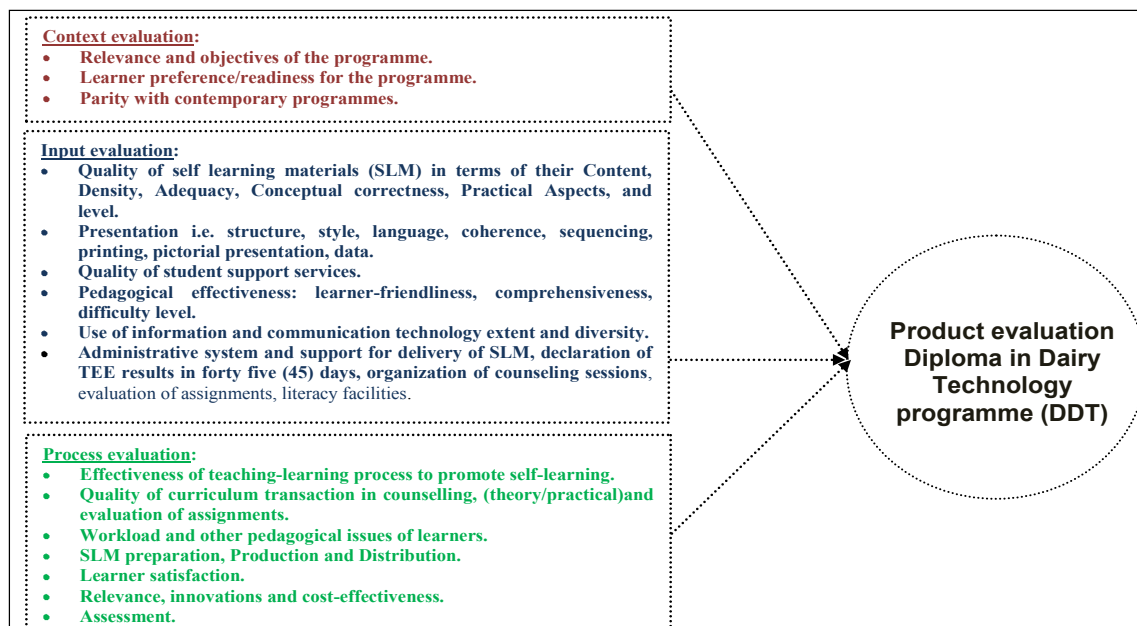 Context evaluation:
• Relevance and objectives of the programme.
• Learner preference/readiness for the programme.
• Parity with contemporary programmes.
Input evaluation:
• Quality of self learning materials (SLM) in terms of their Content,
Density, Adequacy, Conceptual correctness, Practical Aspects, and
level.
• Presentation i.e. structure, style, language, coherence, sequencing,
printing, pictorial presentation, data.
• Quality of student support services.
• Pedagogical effectiveness: learner-friendliness, comprehensiveness,
difficulty level.
• Use of information and communication technology extent and diversity.
• Administrative system and support for delivery of SLM, declaration of
TEE results in forty five (45) days, organization of counseling sessions,
evaluation of assignments, literacy facilities.
Process evaluation:
• Effectiveness of teaching-learning process to promote self-learning.
• Quality of curriculum transaction in counselling, (theory/practical)and
evaluation of assignments.
• Workload and other pedagogical issues of learners.
• SLM preparation, Production and Distribution.
• Learner satisfaction.
• Relevance, innovations and cost-effectiveness.
• Assessment.
Product evaluation
Diploma in Dairy
Technology
programme (DDT)